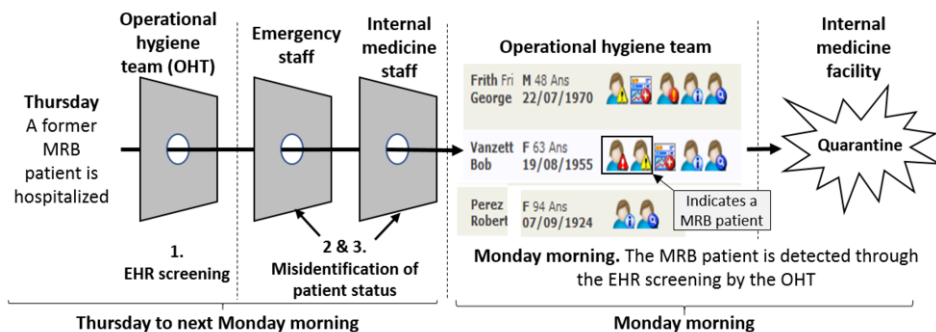 Operational
hygiene
team (OHT)
Emergency
staff
Internal
medicine
staff
Operational hygiene team
Internal
medicine
facility
Thursday
A former
MRB
patient is
hospitalized
Frith Fri M 48 Ans
George 22/07/1970
Vanzett F 63 Ans
Bob 19/08/1955
Perez F 94 Ans
Robert 07/09/1924
Indicates a
MRB patient
Quarantine
1.
EHR screening
2 & 3.
Misidentification of
patient status
Monday morning. The MRB patient is detected through
the EHR screening by the OHT
Thursday to next Monday morning
Monday morning